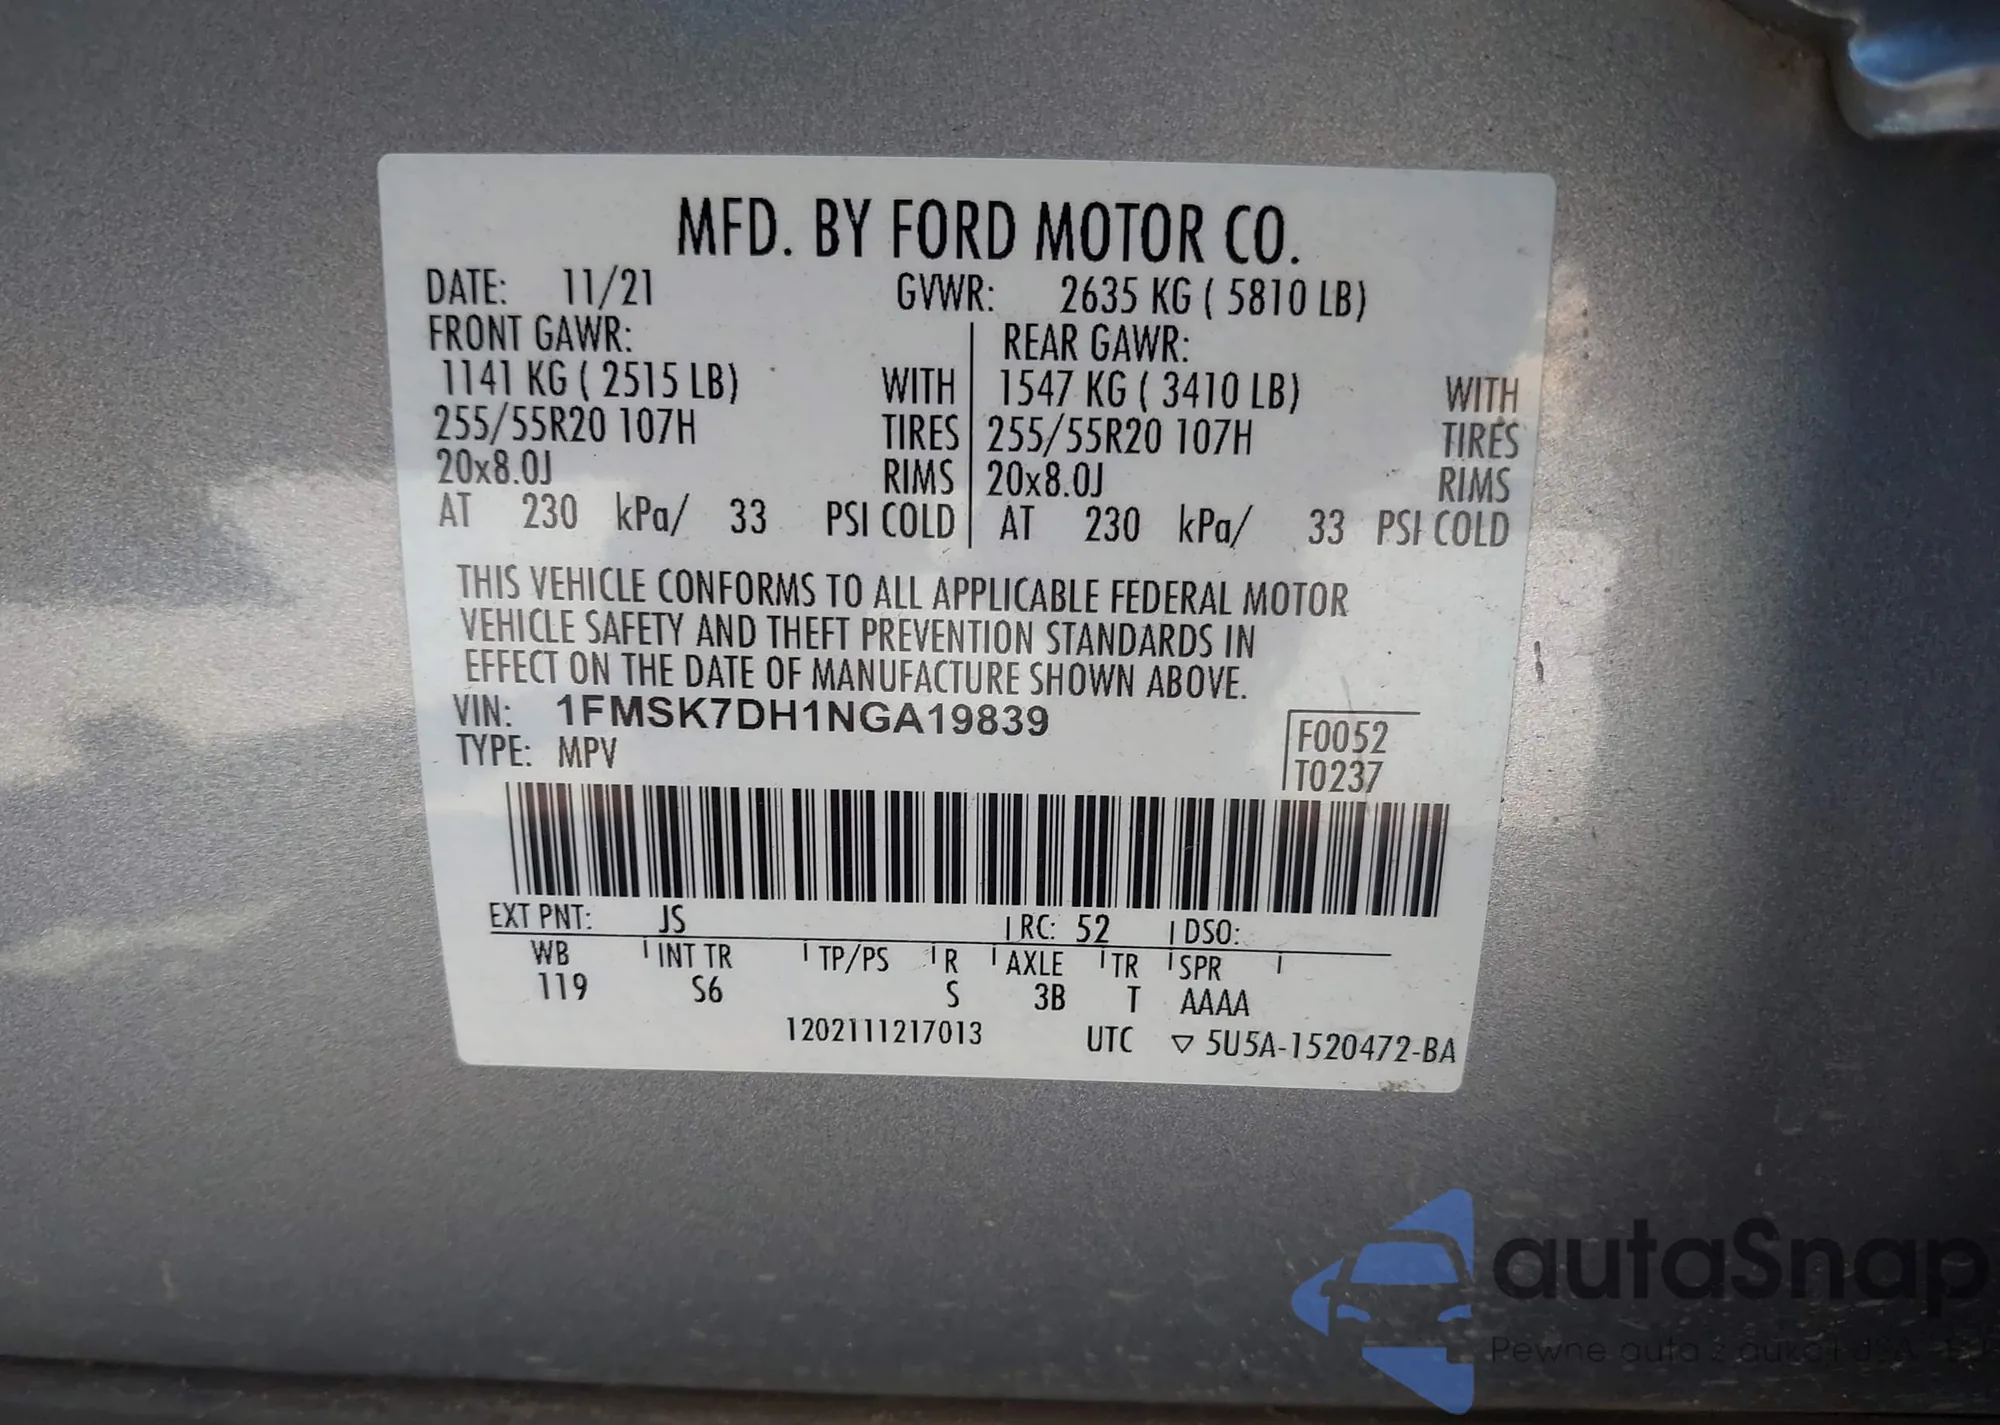 MFD. BY FORD MOTOR CO.
DATE: 11/21 GVWR: 2635 KG ( 5810 LB)
FRONT GAWR: REAR GAWR:
1141 KG ( 2515 LB) WITH 1547 KG ( 3410 LB) WITH
255/55R20 107H TIRES 255/55R20 107H TIRES
20x8.0J RIMS 20x8.0J RIMS
AT 230 kPa/ 33 PSI COLD AT 230 kPa/ 33 PSI COLD
THIS VEHICLE CONFORMS TO ALL APPLICABLE FEDERAL MOTOR
VEHICLE SAFETY AND THEFT PREVENTION STANDARDS IN
EFFECT ON THE DATE OF MANUFACTURE SHOWN ABOVE.
VIN: 1FMSK7DH1NGA19839
F0052
TYPE: MPV
T0237
EXT PNT: JS RC: 52 DSO:
WB INT TR TP/PS R AXLE TR SPR
119 S6 S 3B T AAAA
1202111217013 UTC ▽ 5U5A-1520472-BA
autaSnap
Pewne auta z